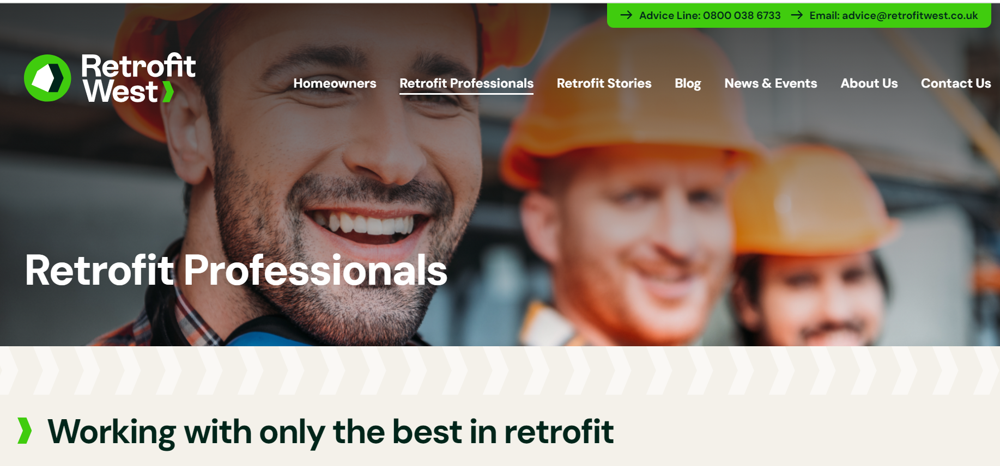 Advice Line: 0800 038 6733 Email: advice@retrofitwest.co.uk
Retrofit
West
Homeowners Retrofit Professionals Retrofit Stories Blog News & Events About Us Contact Us
Retrofit Professionals
Working with only the best in retrofit